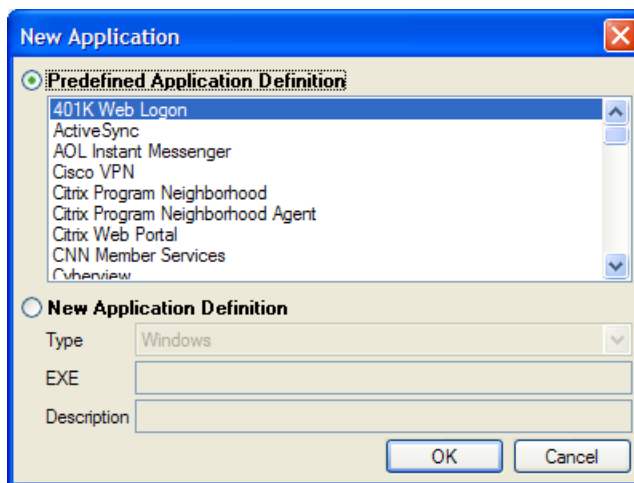 New Application
Predefined Application Definition
401K Web Logon
ActiveSync
AOL Instant Messenger
Cisco VPN
Citrix Program Neighborhood
Citrix Program Neighborhood Agent
Citrix Web Portal
CNN Member Services
Cyberview
New Application Definition
Type Windows
EXE
Description
OK Cancel